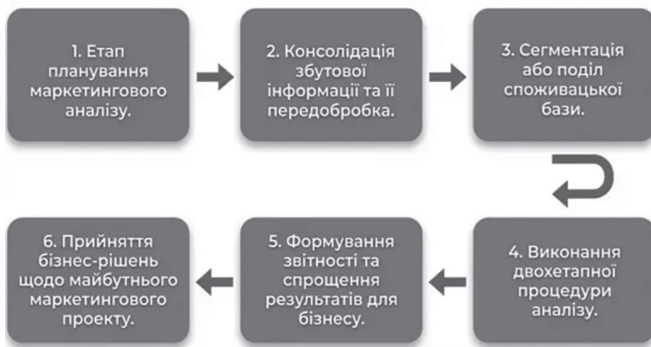 1. Етап
планування
маркетингового
аналізу.
2. Консолідація
збутової
інформації та її
передобробка.
3. Сегментація
або поділ
споживацької
бази.
4. Виконання
двохетапної
процедури
аналізу.
5. Формування
звітності та
спрощення
результатів для
бізнесу.
6. Прийняття
бізнес-рішень
щодо майбутнього
маркетингового
проекту.